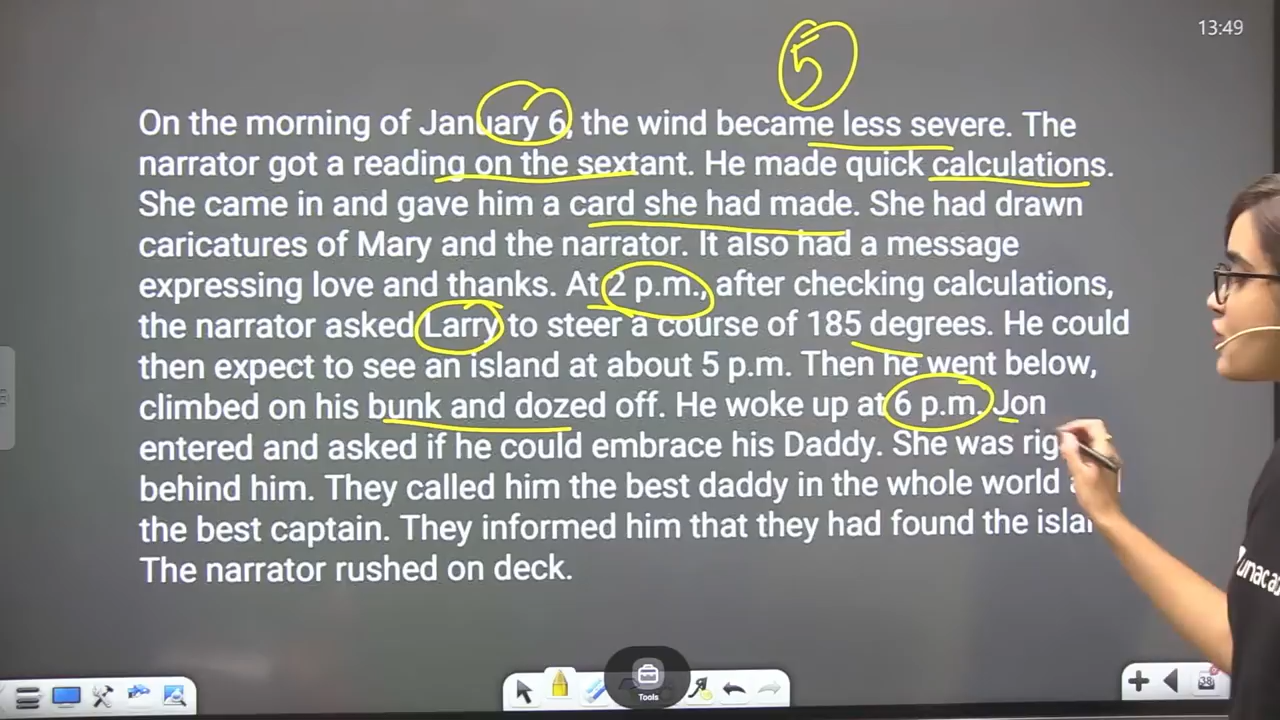 13:49
5
On the morning of January 6, the wind became less severe. The
narrator got a reading on the sextant. He made quick calculations.
She came in and gave him a card she had made. She had drawn
caricatures of Mary and the narrator. It also had a message
expressing love and thanks. At 2 p.m., after checking calculations,
the narrator asked Larry to steer a course of 185 degrees. He could
then expect to see an island at about 5 p.m. Then he went below,
climbed on his bunk and dozed off. He woke up at 6 p.m. Jon
entered and asked if he could embrace his Daddy. She was
behind him. They called him the best daddy in the whole world
the best captain. They informed him that they had found the
The narrator rushed on deck.
Tools